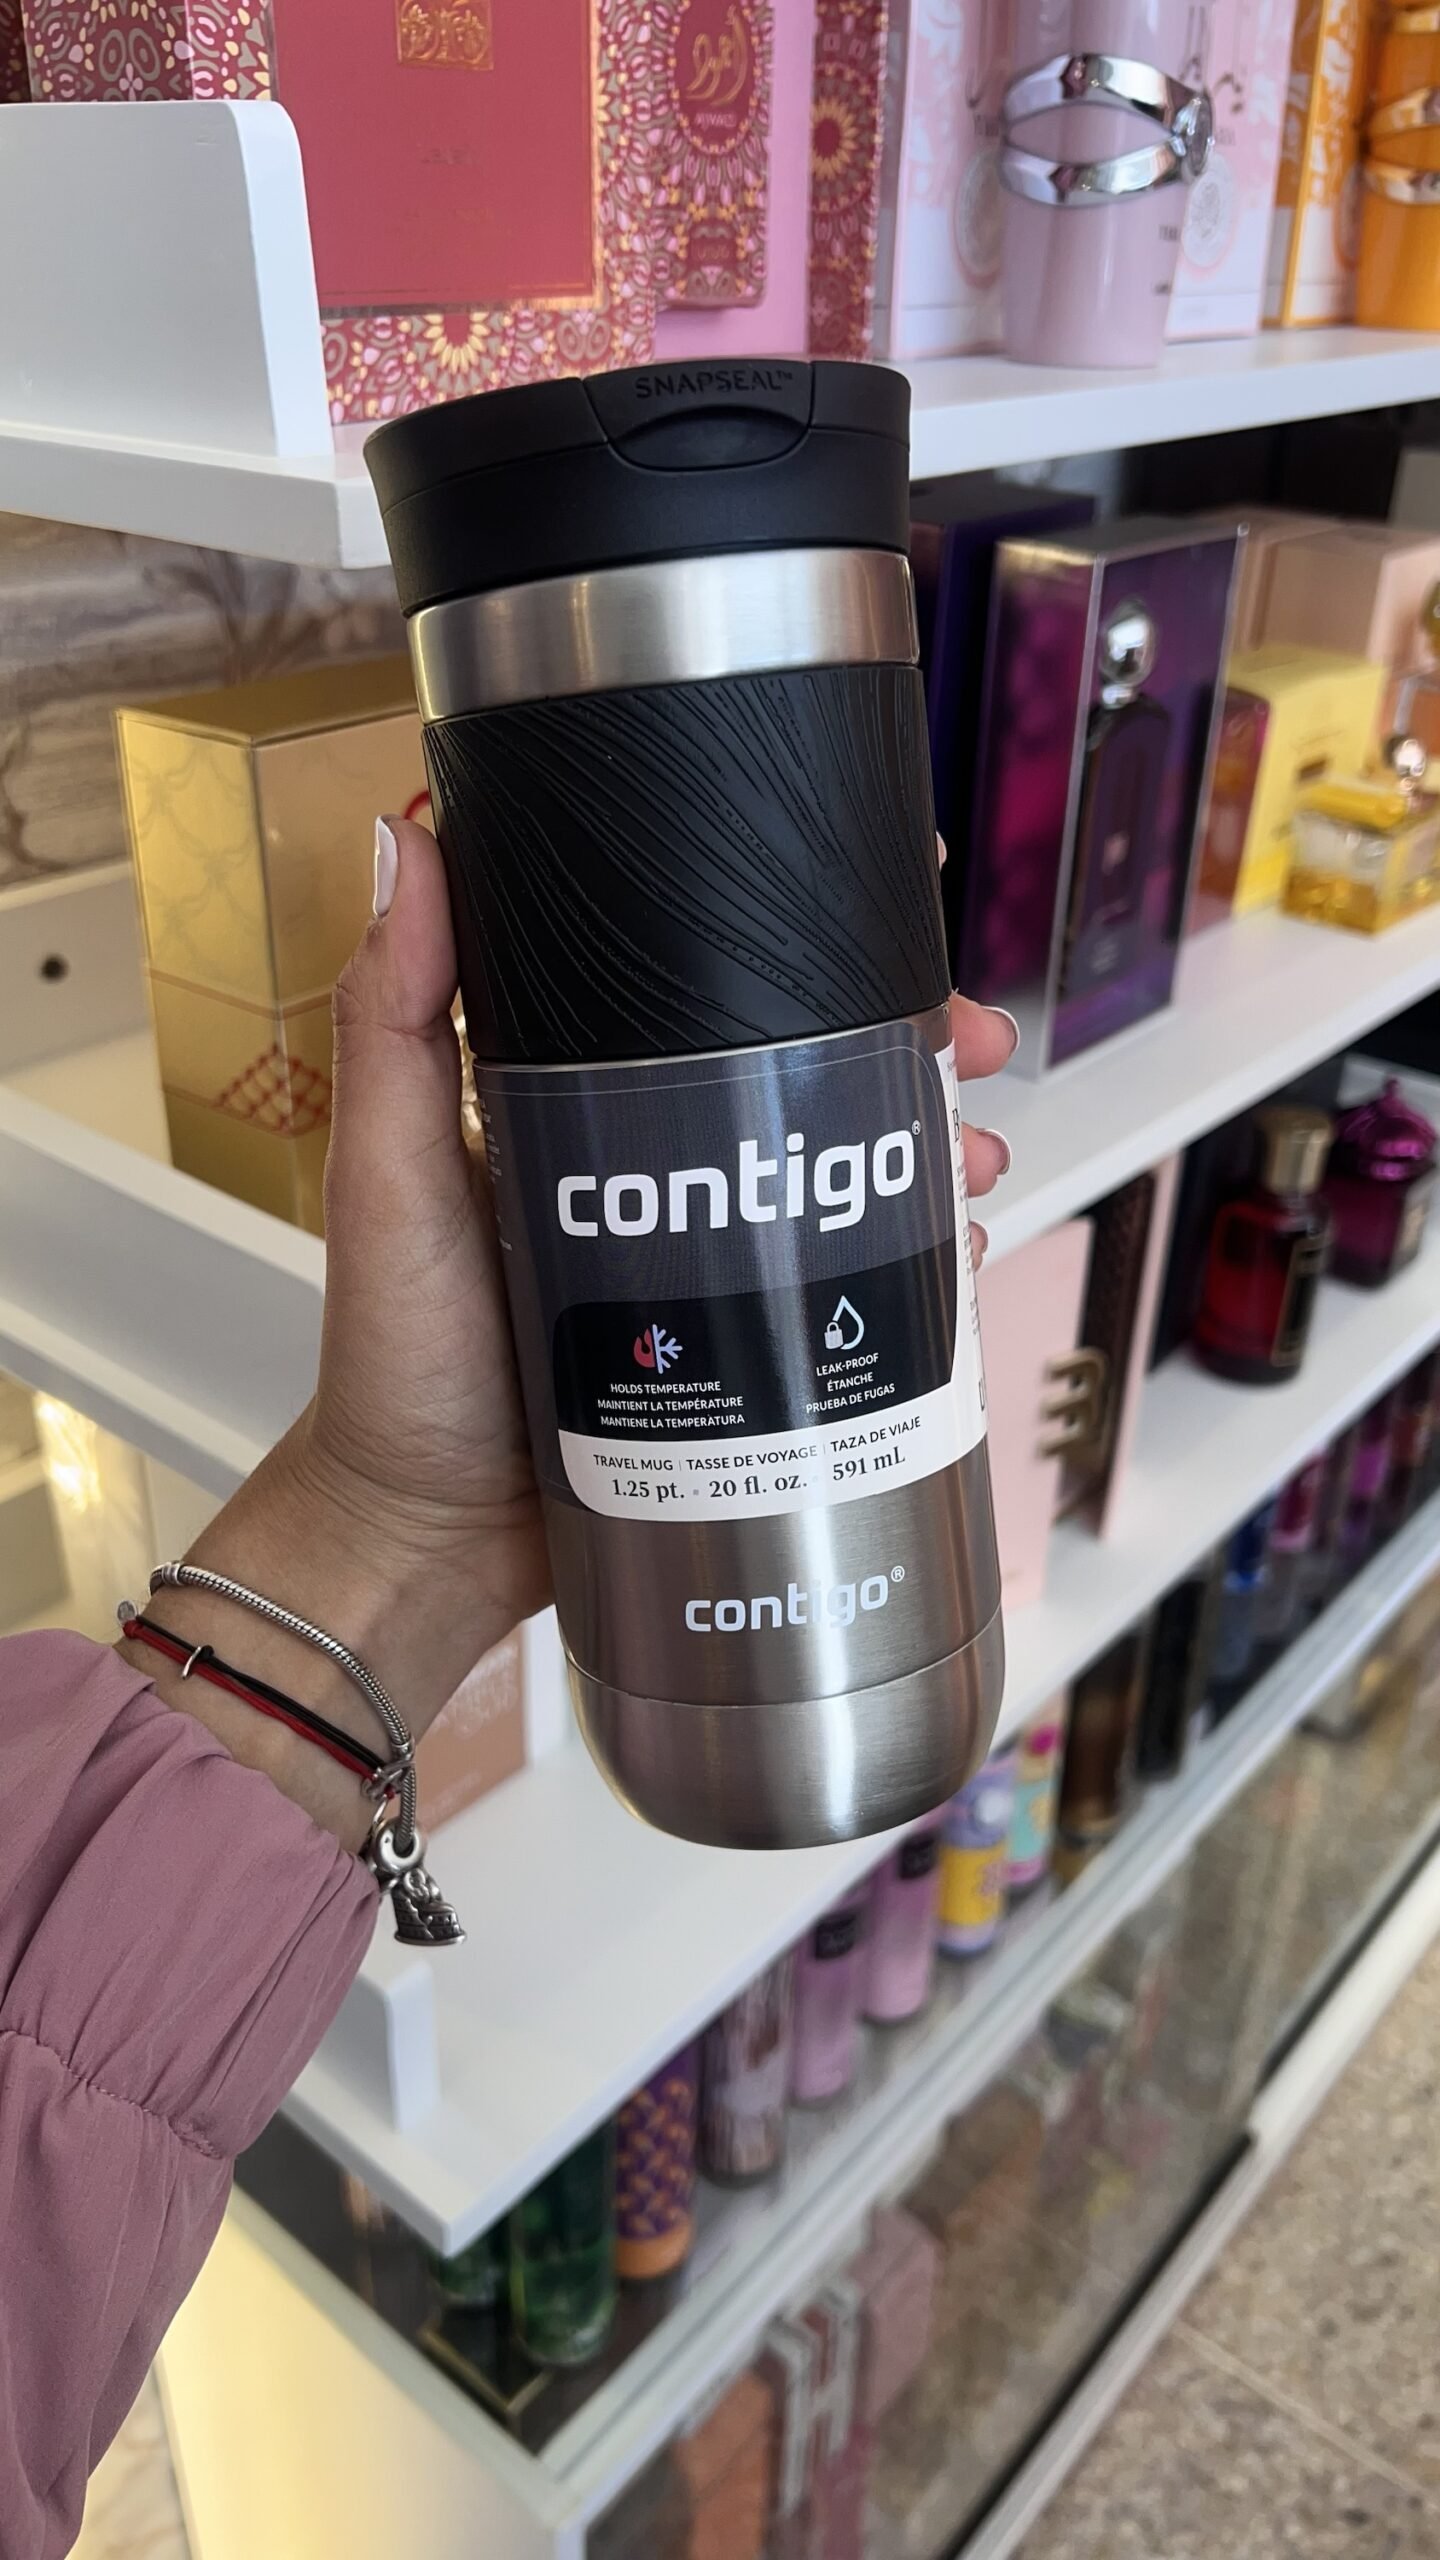 SNAPSEAL™
contigo®
HOLDS TEMPERATURE
MAINTIENT LA TEMPÉRATURE
MANTIENE LA TEMPERATURA
LEAK-PROOF
ÉTANCHE
PRUEBA DE FUGAS
TRAVEL MUG | TASSE DE VOYAGE | TAZA DE VIAJE
1.25 pt. • 20 fl. oz. • 591 mL
contigo®